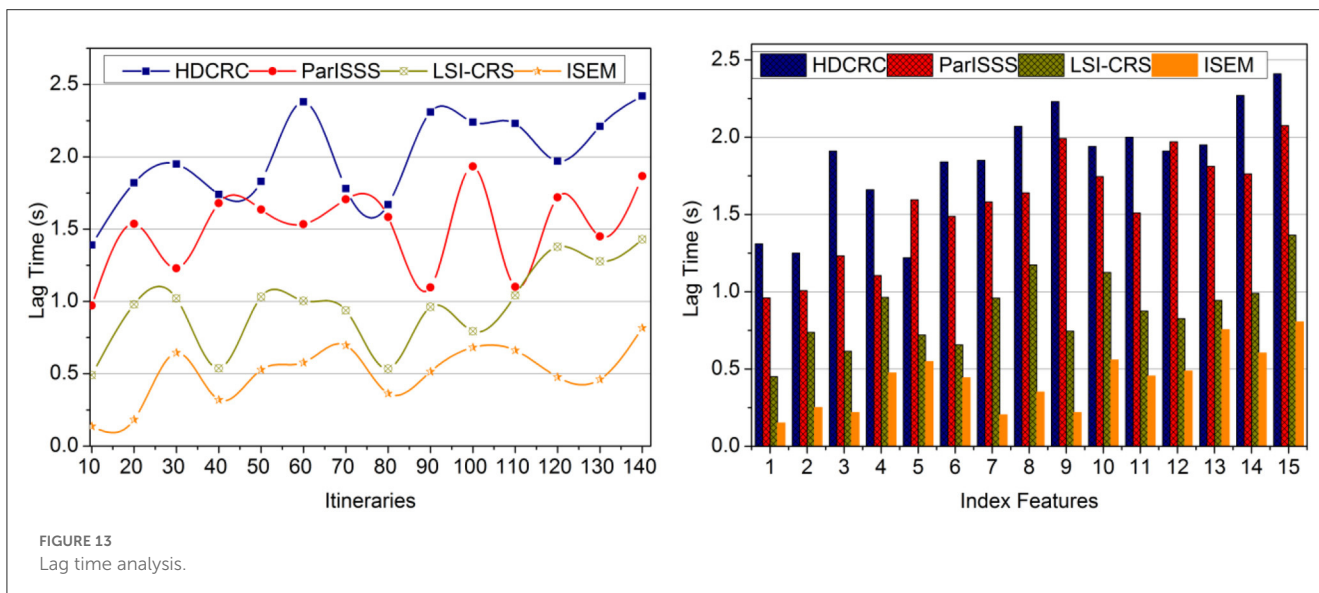 HDCRC ParISSS LSI-CRS ISEM
2.5
2.0
1.5
1.0
0.5
0.0
Lag Time (s)
10 20 30 40 50 60 70 80 90 100 110 120 130 140
Itineraries
HDCRC ParISSS LSI-CRS ISEM
2.5
2.0
1.5
1.0
0.5
0.0
Lag Time (s)
1 2 3 4 5 6 7 8 9 10 11 12 13 14 15
Index Features
FIGURE 13
Lag time analysis.